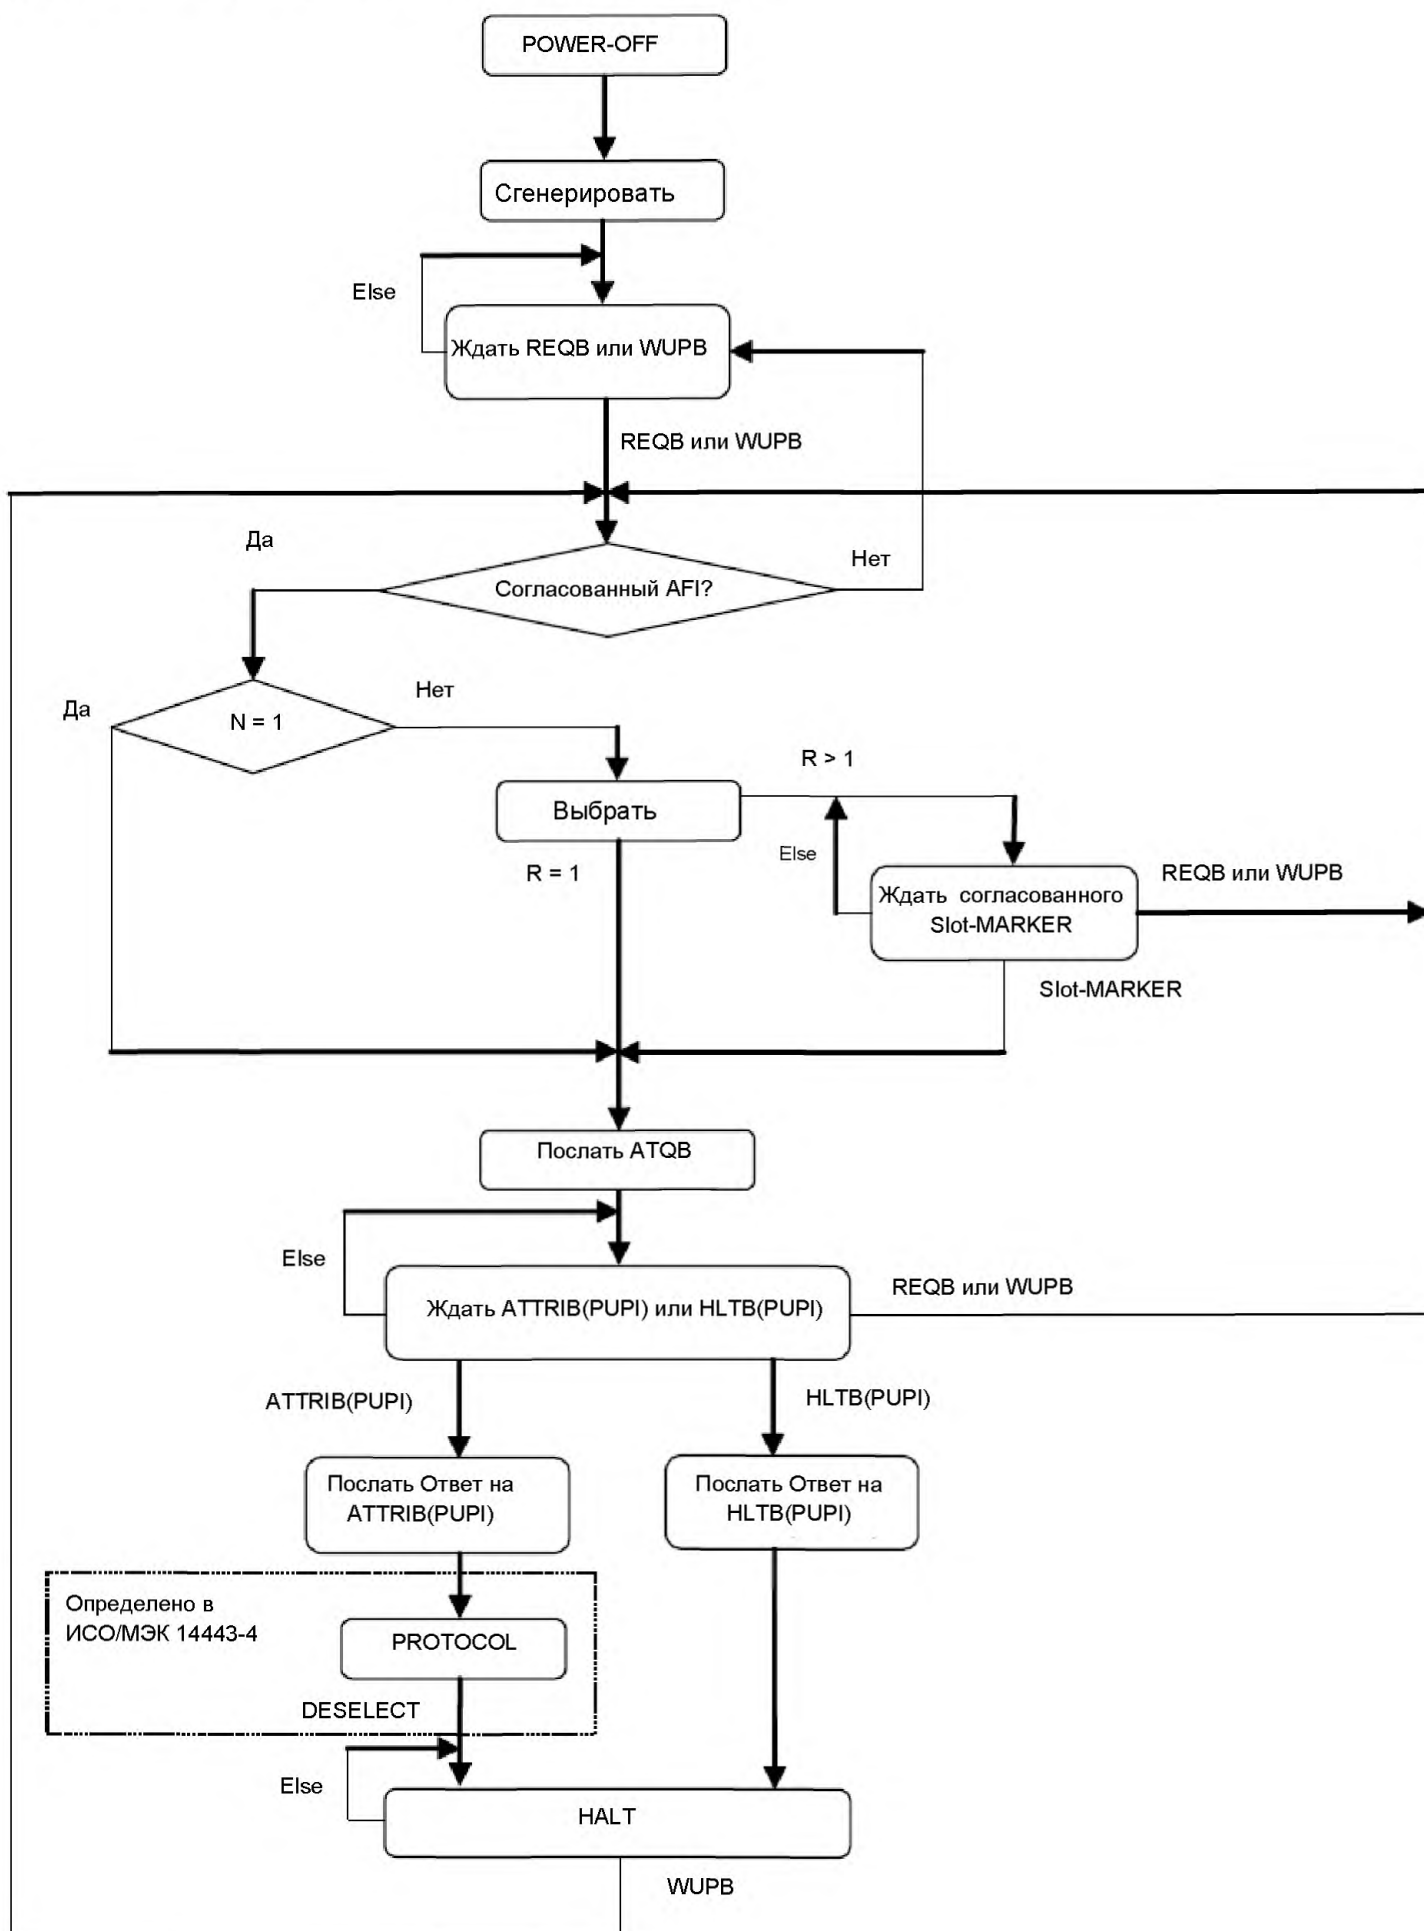 POWER-OFF
Сгенерировать
Else
Ждать REQB или WUPB
REQB или WUPB
Да
Нет
Согласованный AFI?
Да
Нет
N = 1
R > 1
Выбрать
Else
R = 1
REQB или WUPB
Ждать согласованного
Slot-MARKER
Slot-MARKER
Послать ATQB
Else
REQB или WUPB
Ждать ATTRIB(PUPI) или HLTB(PUPI)
ATTRIB(PUPI)
HLTB(PUPI)
Послать Ответ на
ATTRIB(PUPI)
Послать Ответ на
HLTB(PUPI)
Определено в
ИСО/МЭК 14443-4
PROTOCOL
DESELECT
Else
HALT
WUPB